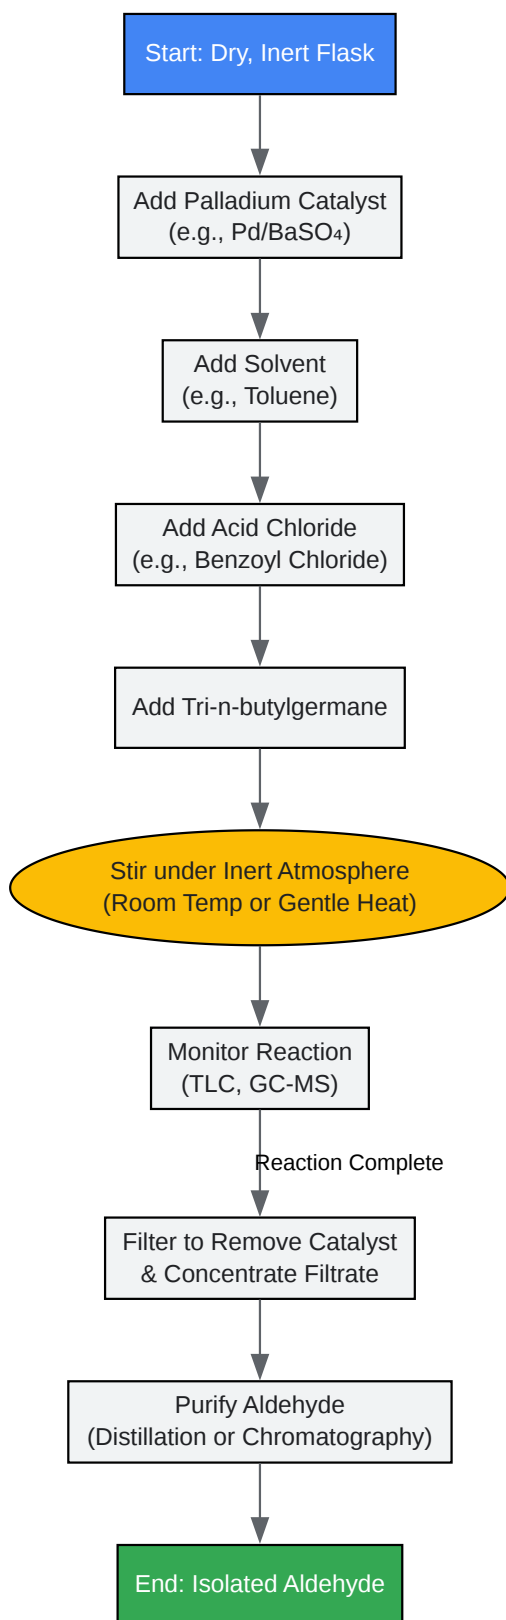 Start: Dry, Inert Flask
Add Palladium Catalyst
(e.g., Pd/BaSO₄)
Add Solvent
(e.g., Toluene)
Add Acid Chloride
(e.g., Benzoyl Chloride)
Add Tri-n-butylgermane
Stir under Inert Atmosphere
(Room Temp or Gentle Heat)
Monitor Reaction
(TLC, GC-MS)
Reaction Complete
Filter to Remove Catalyst
& Concentrate Filtrate
Purify Aldehyde
(Distillation or Chromatography)
End: Isolated Aldehyde